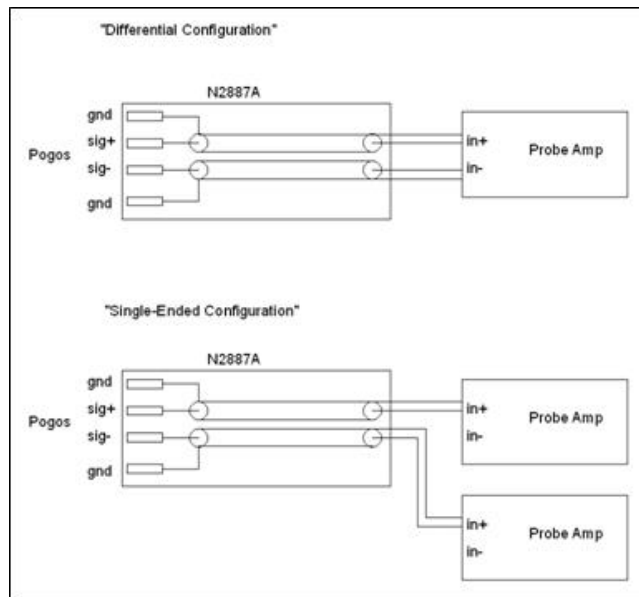 "Differential Configuration"
N2887A
gnd
sig+
Pogos
sig-
gnd
in+
in-
Probe Amp
"Single-Ended Configuration"
N2887A
gnd
sig+
Pogos
sig-
gnd
in+
in-
Probe Amp
in+
in-
Probe Amp